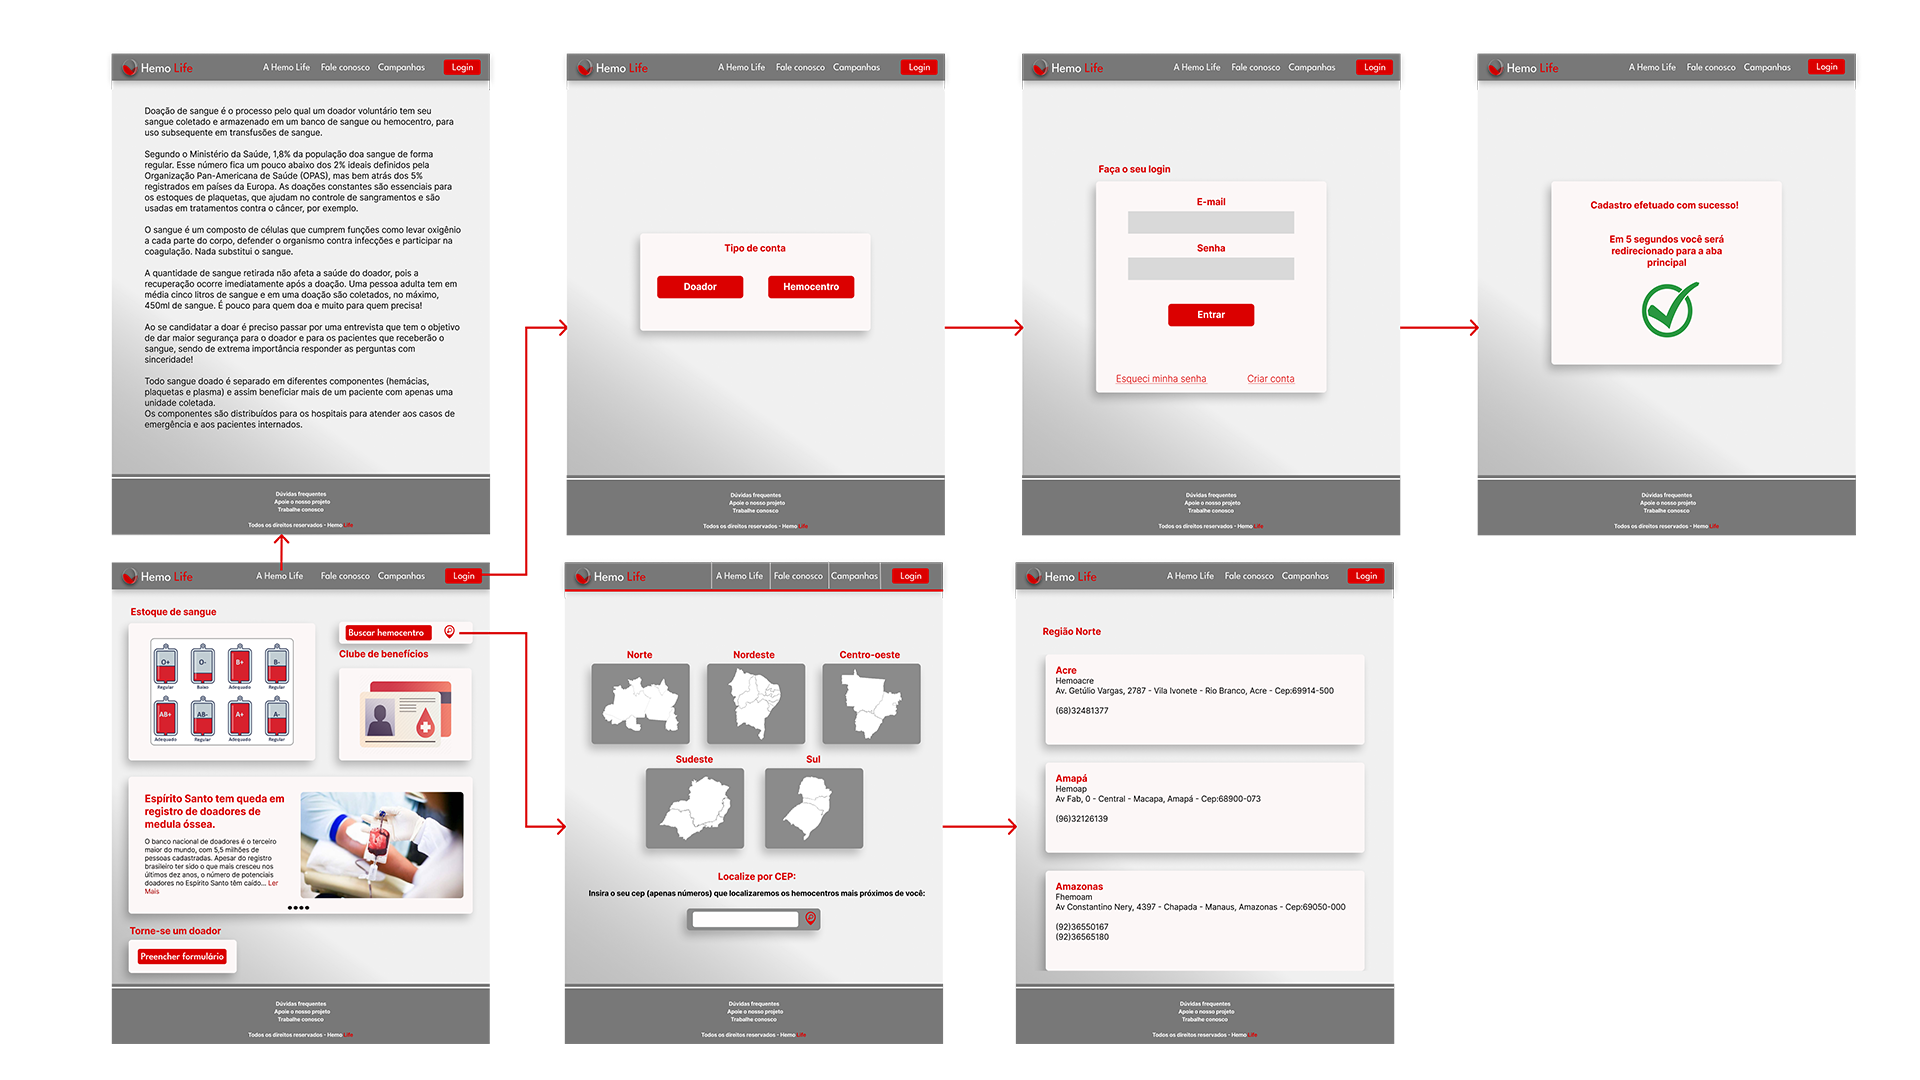 Hemo Life
A Hemo Life Fale conosco Campanhas Login
Doação de sangue é o processo pelo qual um doador voluntário tem seu
sangue coletado e armazenado em um banco de sangue ou hemocentro, para
uso subsequente em transfusões de sangue.
Segundo o Ministério da Saúde, 1,8% da população doa sangue de forma
regular. Esse número fica um pouco abaixo dos 2% ideais definidos pela
Organização Pan-Americana de Saúde (OPAS), mas bem atrás dos 5%
registrados em países da Europa. As doações constantes são essenciais para
os estoques de plaquetas, que ajudam no controle de sangramentos e são
usadas em tratamentos contra o câncer, por exemplo.
O sangue é um composto de células que cumprem funções como levar oxigênio
a cada parte do corpo, defender o organismo contra infecções e participar na
coagulação. Nada substitui o sangue.
A quantidade de sangue retirada não afeta a saúde do doador, pois a
recuperação ocorre imediatamente após a doação. Uma pessoa adulta tem em
média cinco litros de sangue e em uma doação são coletados, no máximo,
450ml de sangue. É pouco para quem doa e muito para quem precisa!
Ao se candidatar a doar é preciso passar por uma entrevista que tem o objetivo
de dar maior segurança para o doador e para os pacientes que receberão o
sangue, sendo de extrema importância responder as perguntas com
sinceridade!
Todo sangue doado é separado em diferentes componentes (hemácias,
plaquetas e plasma) e assim beneficiar mais de um paciente com apenas uma
unidade coletada.
Os componentes são distribuídos para os hospitais para atender aos casos de
emergência e aos pacientes internados.
Dúvidas frequentes
Apoie o nosso projeto
Trabalhe conosco
Todos os direitos reservados - Hemo Life
Hemo Life
A Hemo Life Fale conosco Campanhas Login
Tipo de conta
Doador Hemocentro
Dúvidas frequentes
Apoie o nosso projeto
Trabalhe conosco
Todos os direitos reservados - Hemo Life
Hemo Life
A Hemo Life Fale conosco Campanhas Login
Faça o seu login
E-mail
Senha
Entrar
Esqueci minha senha Criar conta
Dúvidas frequentes
Apoie o nosso projeto
Trabalhe conosco
Todos os direitos reservados - Hemo Life
Hemo Life
A Hemo Life Fale conosco Campanhas Login
Cadastro efetuado com sucesso!
Em 5 segundos você será
redirecionado para a aba
principal
Dúvidas frequentes
Apoie o nosso projeto
Trabalhe conosco
Todos os direitos reservados - Hemo Life
Hemo Life
A Hemo Life Fale conosco Campanhas Login
Estoque de sangue
O+ O- B+ B-
Regular Baixo Adequado Regular
AB+ AB- A+ A-
Adequado Regular Adequado Regular
Buscar hemocentro
Clube de benefícios
Espírito Santo tem queda em
registro de doadores de
medula óssea.
O banco nacional de doadores é o terceiro
maior do mundo, com 5,5 milhões de
pessoas cadastradas. Apesar do registro
brasileiro ter sido o que mais cresceu nos
últimos dez anos, o número de potenciais
doadores no Espírito Santo têm caído... Ler
Mais
Torne-se um doador
Preencher formulário
Dúvidas frequentes
Apoie o nosso projeto
Trabalhe conosco
Todos os direitos reservados - Hemo Life
Hemo Life
A Hemo Life Fale conosco Campanhas Login
Norte Nordeste Centro-oeste
Sudeste Sul
Localize por CEP:
Insira o seu cep (apenas números) que localizaremos os hemocentros mais próximos de você:
Dúvidas frequentes
Apoie o nosso projeto
Trabalhe conosco
Todos os direitos reservados - Hemo Life
Hemo Life
A Hemo Life Fale conosco Campanhas Login
Região Norte
Acre
Hemoacre
Av. Getúlio Vargas, 2787 - Vila Ivonete - Rio Branco, Acre - Cep:69914-500
(68)32481377
Amapá
Hemoap
Av Fab, 0 - Central - Macapa, Amapá - Cep:68900-073
(96)32126139
Amazonas
Fhemoam
Av Constantino Nery, 4397 - Chapada - Manaus, Amazonas - Cep:69050-000
(92)36550167
(92)36565180
Dúvidas frequentes
Apoie o nosso projeto
Trabalhe conosco
Todos os direitos reservados - Hemo Life